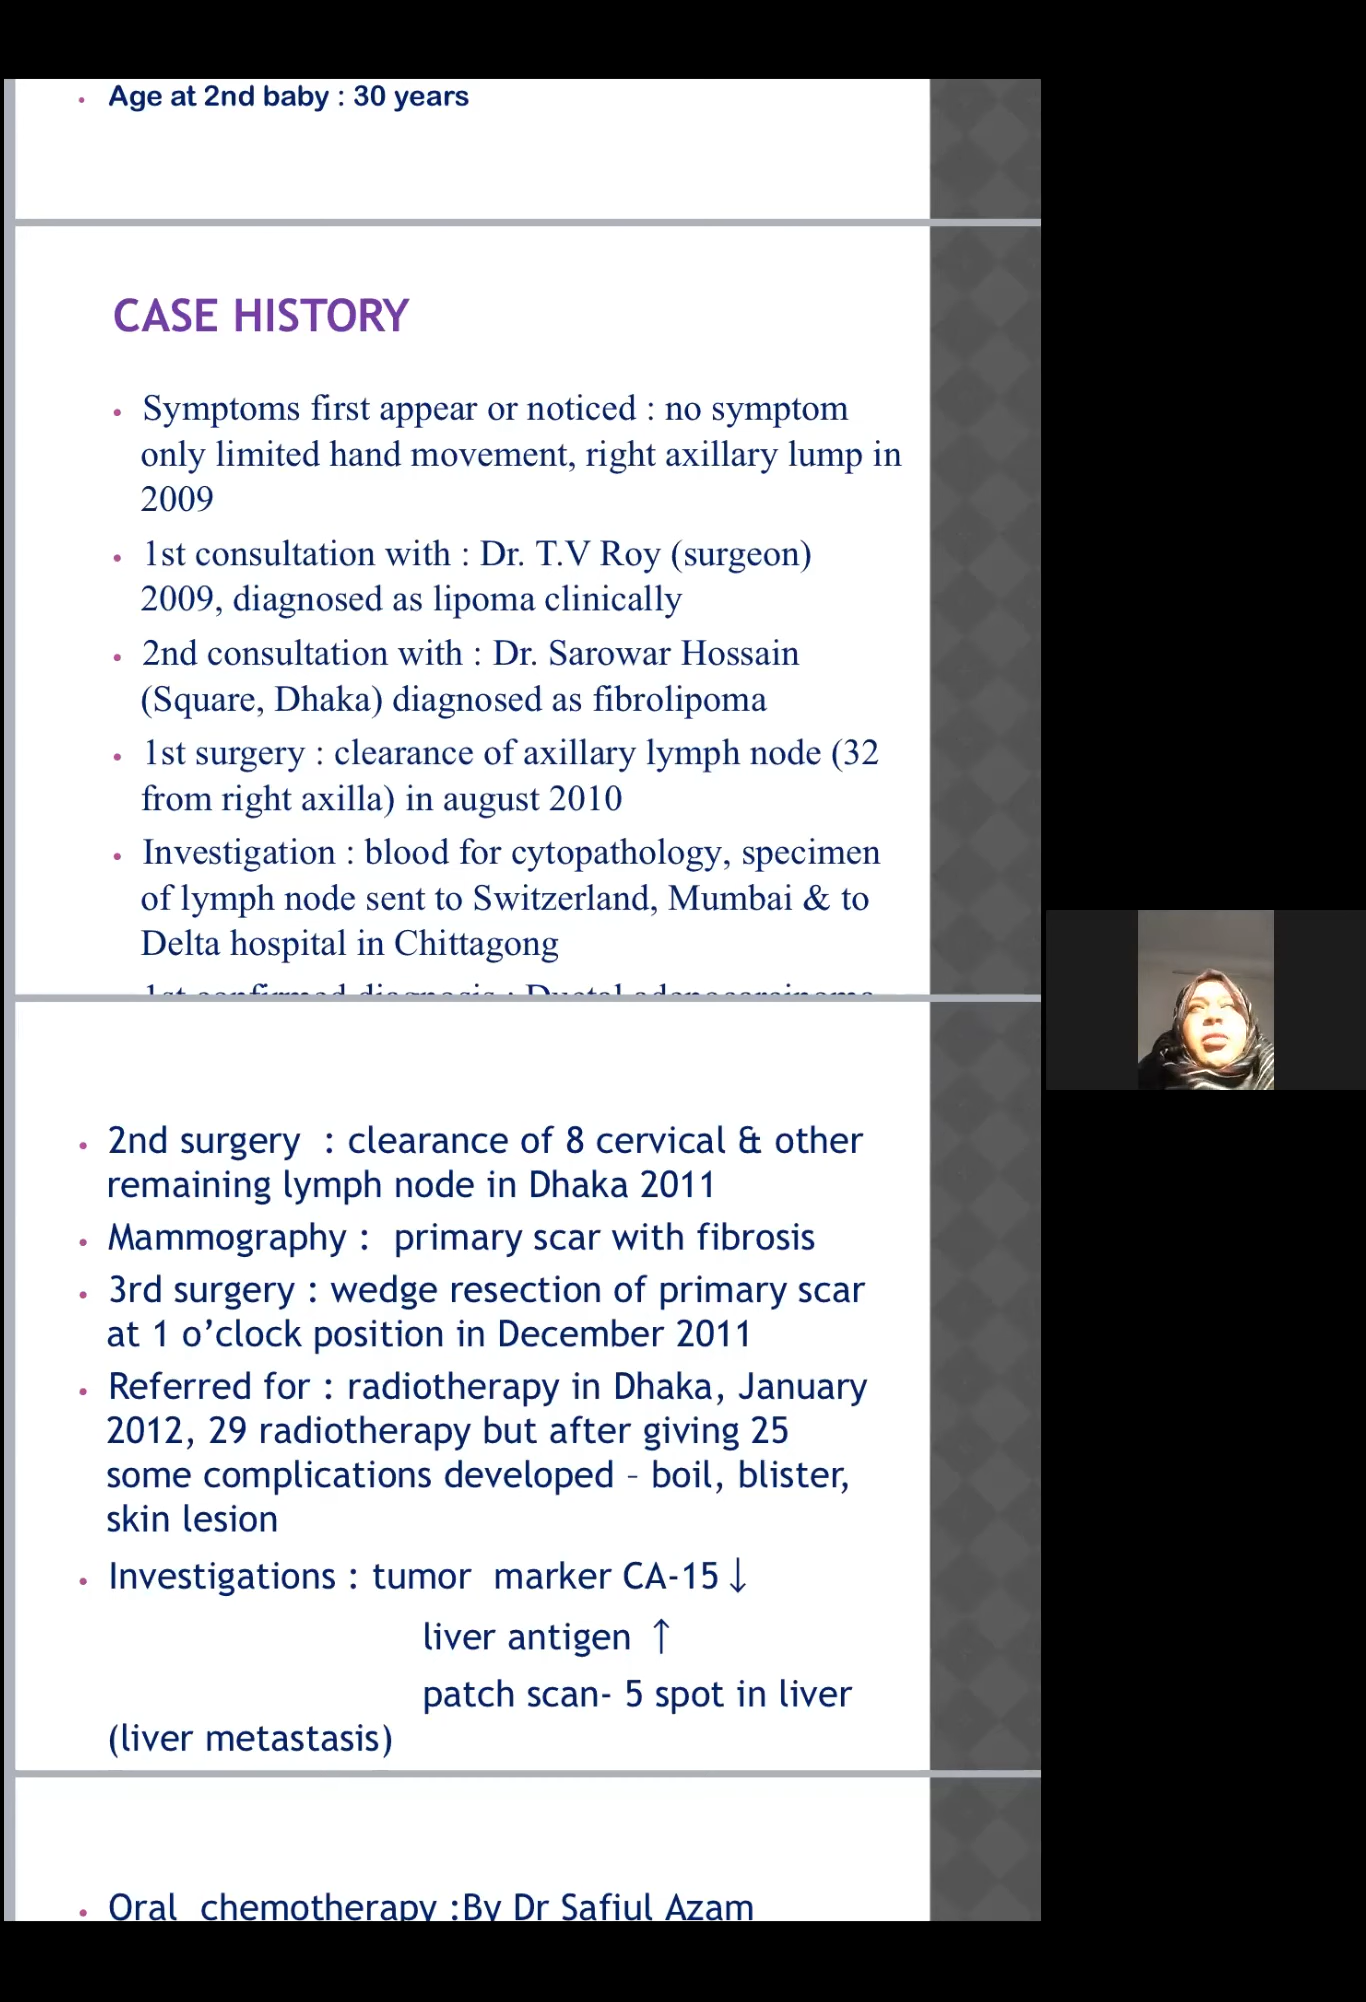 • Age at 2nd baby : 30 years
CASE HISTORY
• Symptoms first appear or noticed : no symptom
only limited hand movement, right axillary lump in
2009
• 1st consultation with : Dr. T.V Roy (surgeon)
2009, diagnosed as lipoma clinically
• 2nd consultation with : Dr. Sarowar Hossain
(Square, Dhaka) diagnosed as fibrolipoma
• 1st surgery : clearance of axillary lymph node (32
from right axilla) in august 2010
• Investigation : blood for cytopathology, specimen
of lymph node sent to Switzerland, Mumbai & to
Delta hospital in Chittagong
1st confirmed diagnosis : Ductal adenocarcinoma
• 2nd surgery : clearance of 8 cervical & other
remaining lymph node in Dhaka 2011
• Mammography : primary scar with fibrosis
• 3rd surgery : wedge resection of primary scar
at 1 o’clock position in December 2011
• Referred for : radiotherapy in Dhaka, January
2012, 29 radiotherapy but after giving 25
some complications developed – boil, blister,
skin lesion
• Investigations : tumor marker CA-15 ↓
liver antigen ↑
patch scan- 5 spot in liver
(liver metastasis)
• Oral chemotherapy :By Dr Safiul Azam